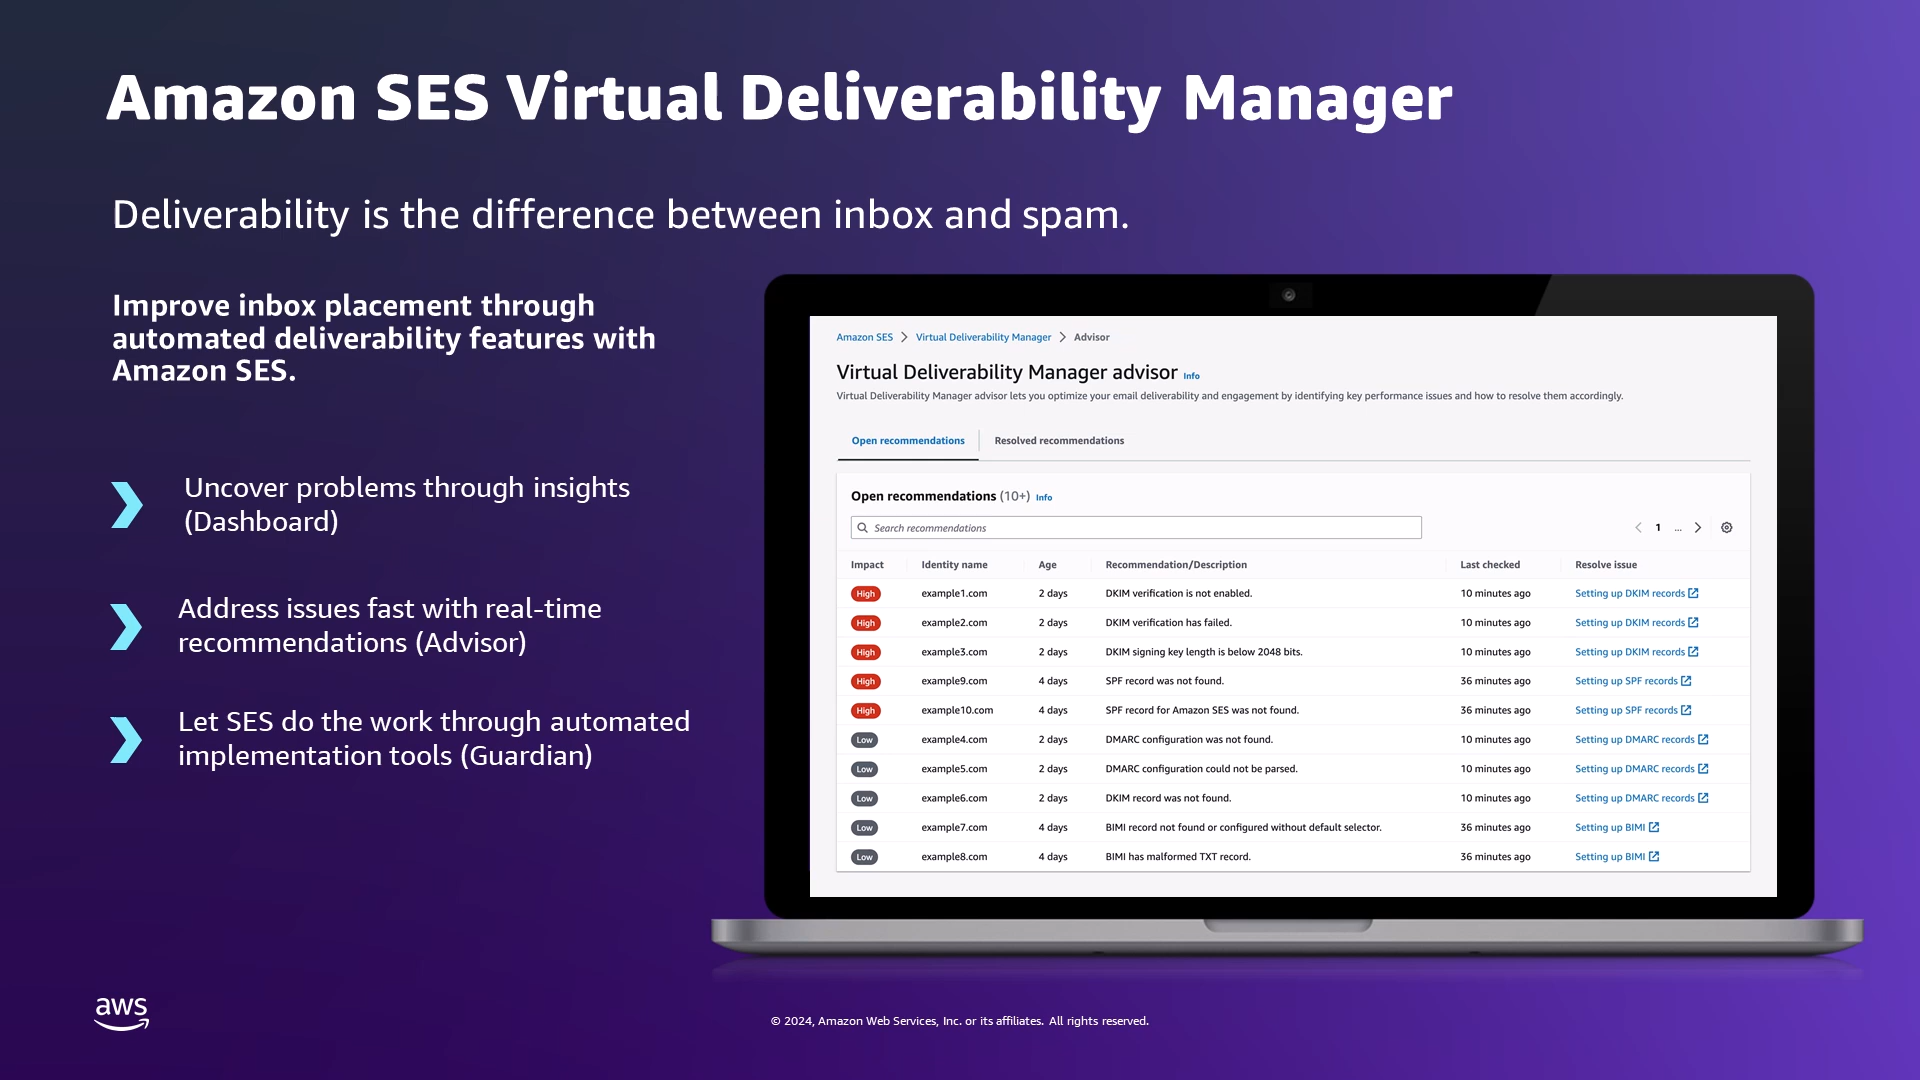 Amazon SES Virtual Deliverability Manager
Deliverability is the difference between inbox and spam.
Improve inbox placement through
automated deliverability features with
Amazon SES.
Uncover problems through insights
(Dashboard)
Address issues fast with real-time
recommendations (Advisor)
Let SES do the work through automated
implementation tools (Guardian)
Amazon SES > Virtual Deliverability Manager > Advisor
Virtual Deliverability Manager advisor Info
Virtual Deliverability Manager advisor lets you optimize your email deliverability and engagement by identifying key performance issues and how to resolve them accordingly.
Open recommendations Resolved recommendations
Open recommendations (10+) Info
Search recommendations 1 ...
Impact Identity name Age Recommendation/Description Last checked Resolve issue
High example1.com 2 days DKIM verification is not enabled. 10 minutes ago Setting up DKIM records
High example2.com 2 days DKIM verification has failed. 10 minutes ago Setting up DKIM records
High example3.com 2 days DKIM signing key length is below 2048 bits. 10 minutes ago Setting up DKIM records
High example9.com 4 days SPF record was not found. 36 minutes ago Setting up SPF records
High example10.com 4 days SPF record for Amazon SES was not found. 36 minutes ago Setting up SPF records
Low example4.com 2 days DMARC configuration was not found. 10 minutes ago Setting up DMARC records
Low example5.com 2 days DMARC configuration could not be parsed. 10 minutes ago Setting up DMARC records
Low example6.com 2 days DKIM record was not found. 10 minutes ago Setting up DMARC records
Low example7.com 4 days BIMI record not found or configured without default selector. 36 minutes ago Setting up BIMI
Low example8.com 4 days BIMI has malformed TXT record. 36 minutes ago Setting up BIMI
aws
© 2024, Amazon Web Services, Inc. or its affiliates. All rights reserved.